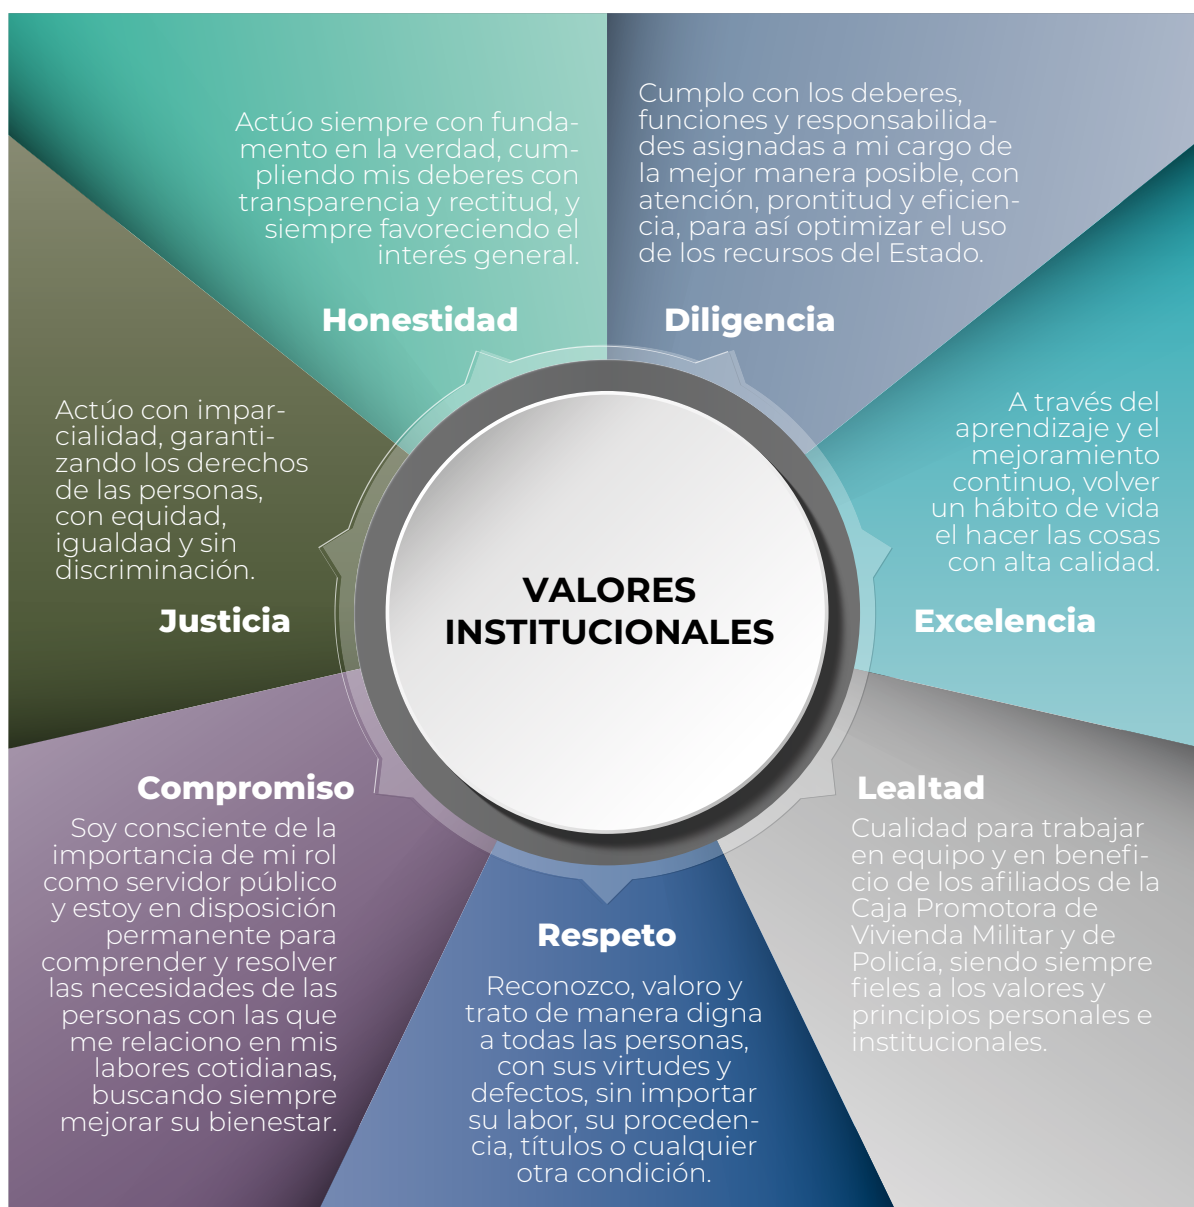 Actúo siempre con funda-
mento en la verdad, cum-
pliendo mis deberes con
transparencia y rectitud, y
siempre favoreciendo el
interés general.
Honestidad
Cumplo con los deberes,
funciones y responsabilida-
des asignadas a mi cargo de
la mejor manera posible, con
atención, prontitud y eficien-
cia, para así optimizar el uso
de los recursos del Estado.
Diligencia
Actúo con impar-
cialidad, garanti-
zando los derechos
de las personas,
con equidad,
igualdad y sin
discriminación.
Justicia
VALORES
INSTITUCIONALES
A través del
aprendizaje y el
mejoramiento
continuo, volver
un hábito de vida
el hacer las cosas
con alta calidad.
Excelencia
Compromiso
Soy consciente de la
importancia de mi rol
como servidor público
y estoy en disposición
permanente para
comprender y resolver
las necesidades de las
personas con las que
me relaciono en mis
labores cotidianas,
buscando siempre
mejorar su bienestar.
Respeto
Reconozco, valoro y
trato de manera digna
a todas las personas,
con sus virtudes y
defectos, sin importar
su labor, su proceden-
cia, títulos o cualquier
otra condición.
Lealtad
Cualidad para trabajar
en equipo y en benefi-
cio de los afiliados de la
Caja Promotora de
Vivienda Militar y de
Policía, siendo siempre
fieles a los valores y
principios personales e
institucionales.